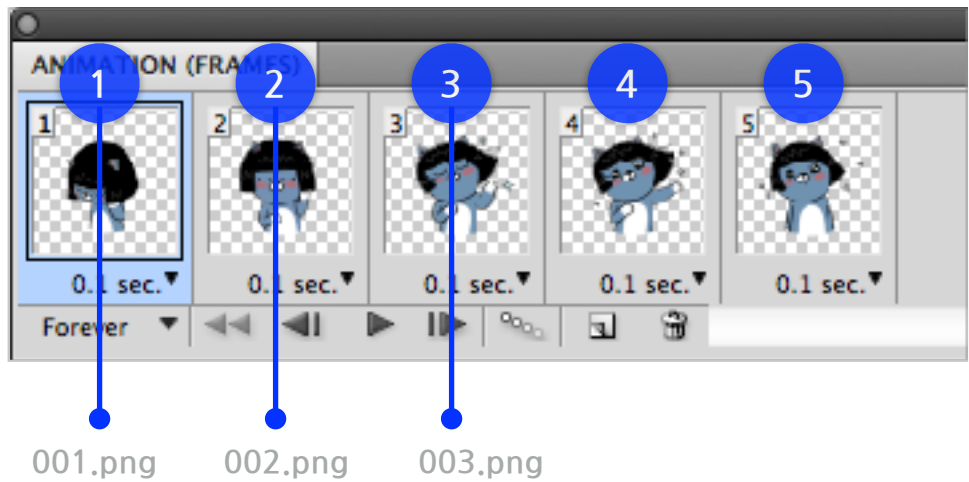 ANIMATION (FRAMES)
1 2 3 4 5
1 2 3 4 5
0.1 sec. 0.1 sec. 0.1 sec. 0.1 sec. 0.1 sec.
Forever
001.png 002.png 003.png